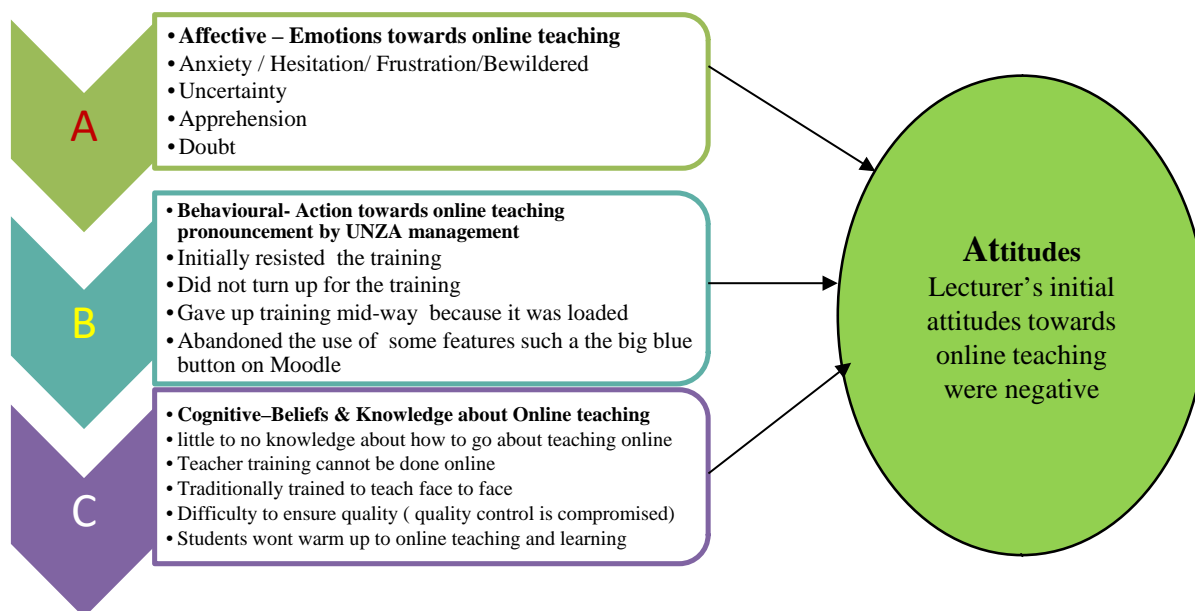 A
• Affective – Emotions towards online teaching
• Anxiety / Hesitation/ Frustration/Bewildered
• Uncertainty
• Apprehension
• Doubt
B
• Behavioural- Action towards online teaching
pronouncement by UNZA management
• Initially resisted the training
• Did not turn up for the training
• Gave up training mid-way because it was loaded
• Abandoned the use of some features such a the big blue
button on Moodle
C
• Cognitive–Beliefs & Knowledge about Online teaching
• little to no knowledge about how to go about teaching online
• Teacher training cannot be done online
• Traditionally trained to teach face to face
• Difficulty to ensure quality ( quality control is compromised)
• Students wont warm up to online teaching and learning
Attitudes
Lecturer’s initial
attitudes towards
online teaching
were negative